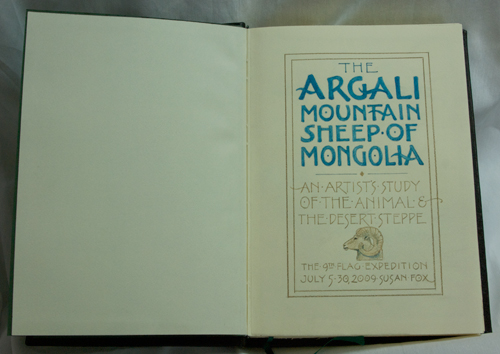 THE
ARGALI
MOUNTAIN
SHEEP·OF
MONGOLIA
AN·ARTIST'S·STUDY
OF·THE·ANIMAL·&
THE·DESERT·STEPPE
THE·9TH FLAG EXPEDITION
JULY 5-30, 2009·SUSAN FOX